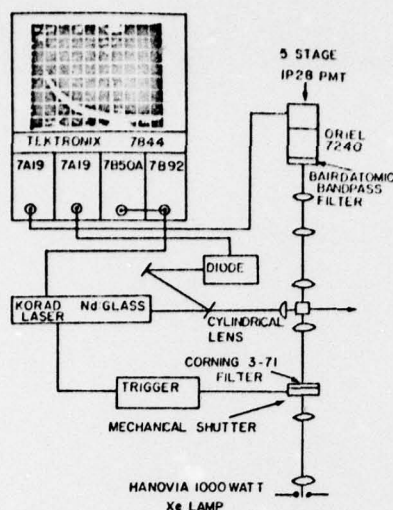 5 STAGE
IP28 PMT
ORIEL
7240
TEKTRONIX 7844
7A19 7A19 7B50A 7B92
BAIRDATOMIC
BANDPASS
FILTER
DIODE
KORAD Nd GLASS
LASER
CYLINDRICAL
LENS
CORNING 3-71
FILTER
TRIGGER
MECHANICAL SHUTTER
HANOVIA 1000 WATT
Xe LAMP